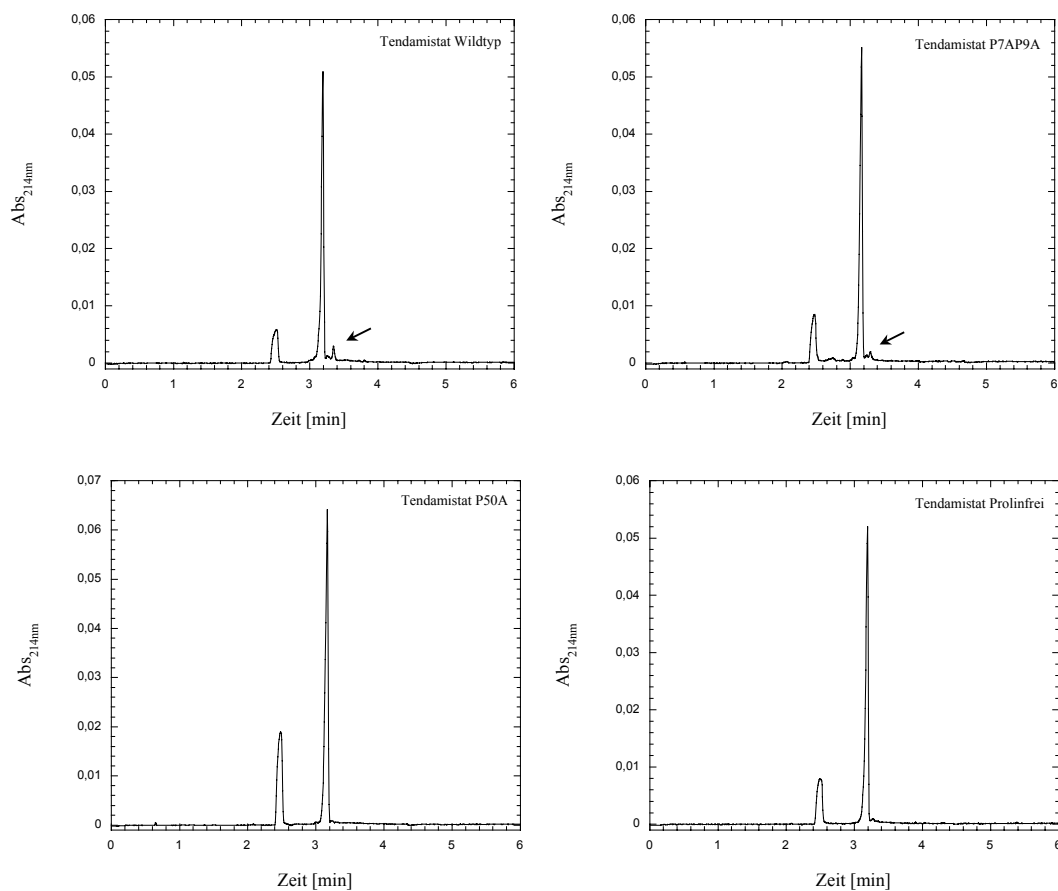 0,06
0,05
0,04
0,03
0,02
0,01
0
Abs214nm
Tendamistat Wildtyp
0 1 2 3 4 5 6
Zeit [min]
0,06
0,05
0,04
0,03
0,02
0,01
0
Abs214nm
Tendamistat P7AP9A
0 1 2 3 4 5 6
Zeit [min]
0,07
0,06
0,05
0,04
0,03
0,02
0,01
0
Abs214nm
Tendamistat P50A
0 1 2 3 4 5 6
Zeit [min]
0,06
0,05
0,04
0,03
0,02
0,01
0
Abs214nm
Tendamistat Prolinfrei
0 1 2 3 4 5 6
Zeit [min]